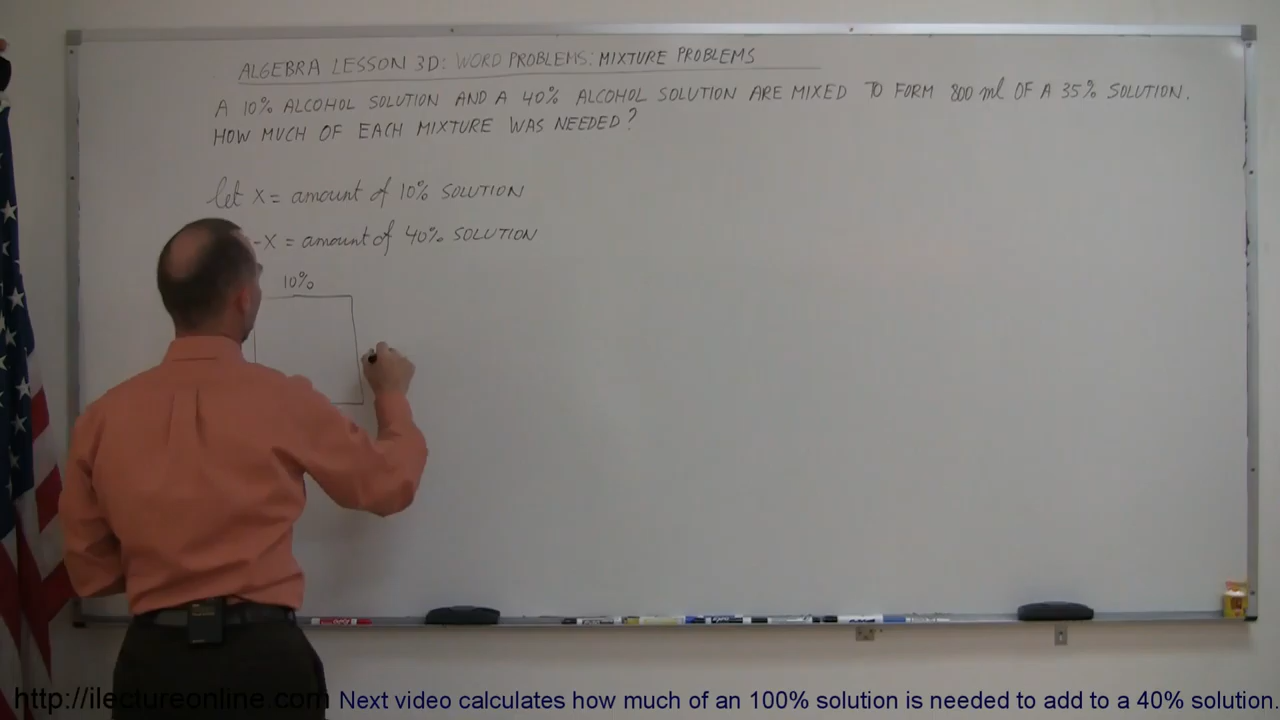 ALGEBRA LESSON 3D: WORD PROBLEMS: MIXTURE PROBLEMS
A 10% ALCOHOL SOLUTION AND A 40% ALCOHOL SOLUTION ARE MIXED TO FORM 800 ml OF A 35% SOLUTION.
HOW MUCH OF EACH MIXTURE WAS NEEDED?
let X = amount of 10% SOLUTION
-X = amount of 40% SOLUTION
10%
http://ilectureonline.com Next video calculates how much of an 100% solution is needed to add to a 40% solution.